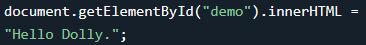 document.getElementById("demo").innerHTML =
"Hello Dolly.";